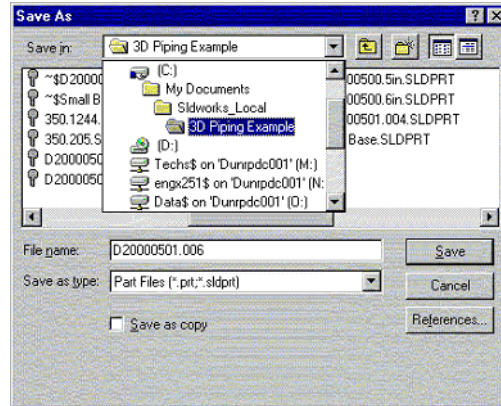 Save As
Save in: 3D Piping Example
(C:)
My Documents
Sldworks_Local
3D Piping Example
(D:)
Techs$ on 'Dunrpdc001' (M:)
engx251$ on 'Dunrpdc001' (N:
Data$ on 'Dunrpdc001' (O:)
~$D20000
~$Small B
350.1244.
350.205.S
D2000050
D2000050
00500.5in.SLDPRT
00500.6in.SLDPRT
00501.004.SLDPRT
Base.SLDPRT
File name: D20000501.006
Save
Save as type: Part Files (*.prt;*.sldprt)
Cancel
Save as copy
References...